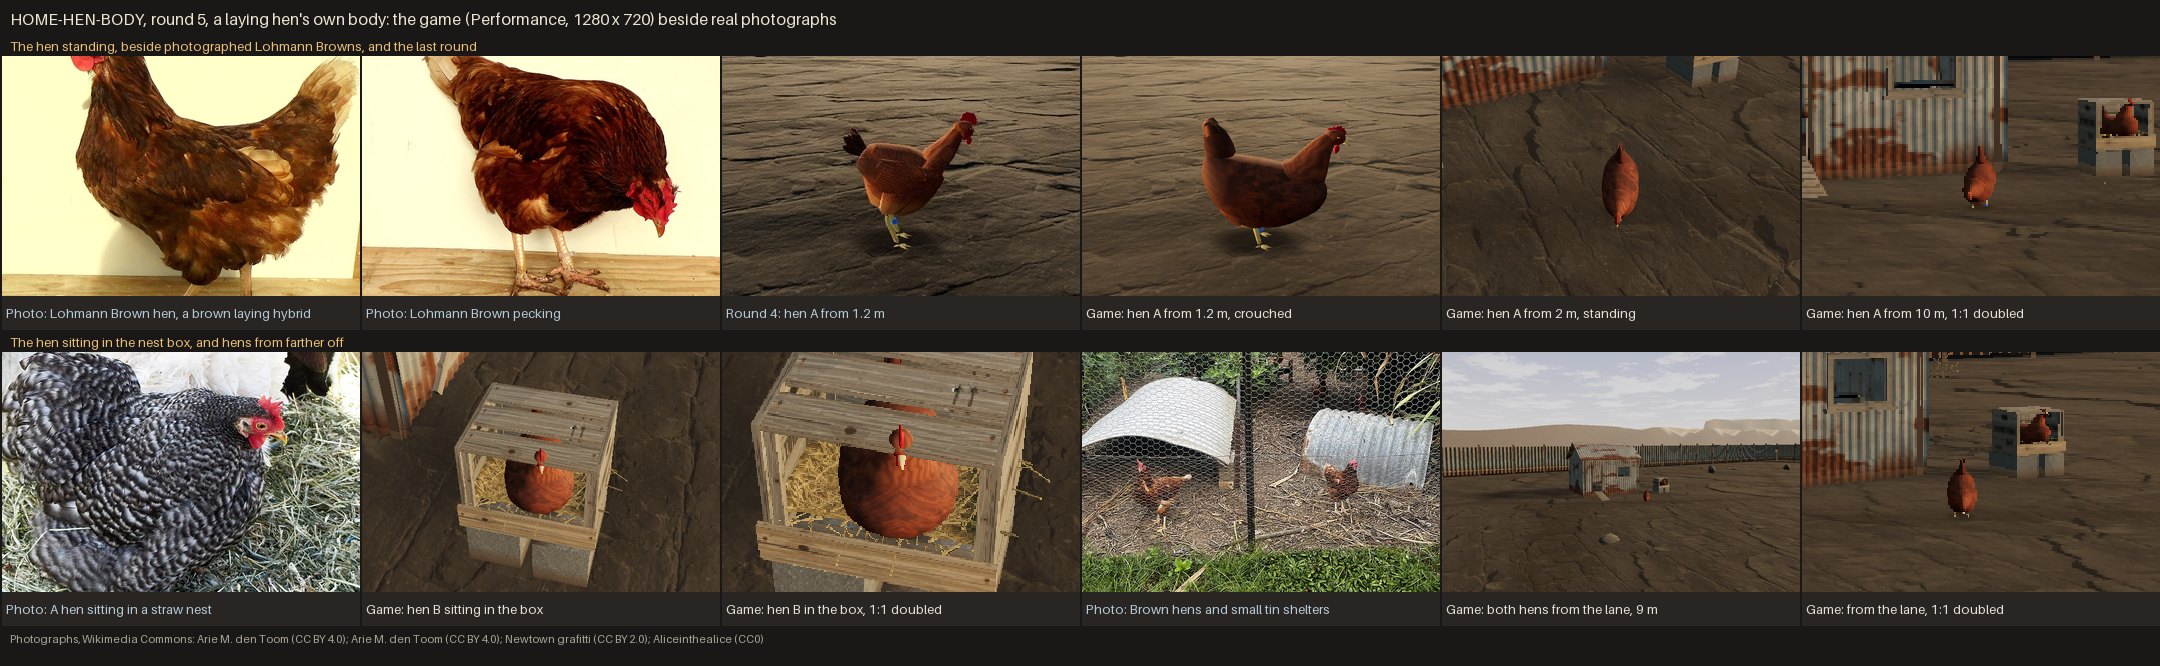 HOME-HEN-BODY, round 5, a laying hen's own body: the game (Performance, 1280 x 720) beside real photographs
The hen standing, beside photographed Lohmann Browns, and the last round
Photo: Lohmann Brown hen, a brown laying hybrid
Photo: Lohmann Brown pecking
Round 4: hen A from 1.2 m
Game: hen A from 1.2 m, crouched
Game: hen A from 2 m, standing
Game: hen A from 10 m, 1:1 doubled
The hen sitting in the nest box, and hens from farther off
Photo: A hen sitting in a straw nest
Game: hen B sitting in the box
Game: hen B in the box, 1:1 doubled
Photo: Brown hens and small tin shelters
Game: both hens from the lane, 9 m
Game: from the lane, 1:1 doubled
Photographs, Wikimedia Commons: Arie M. den Toom (CC BY 4.0); Arie M. den Toom (CC BY 4.0); Newtown grafitti (CC BY 2.0); Aliceinthealice (CC0)